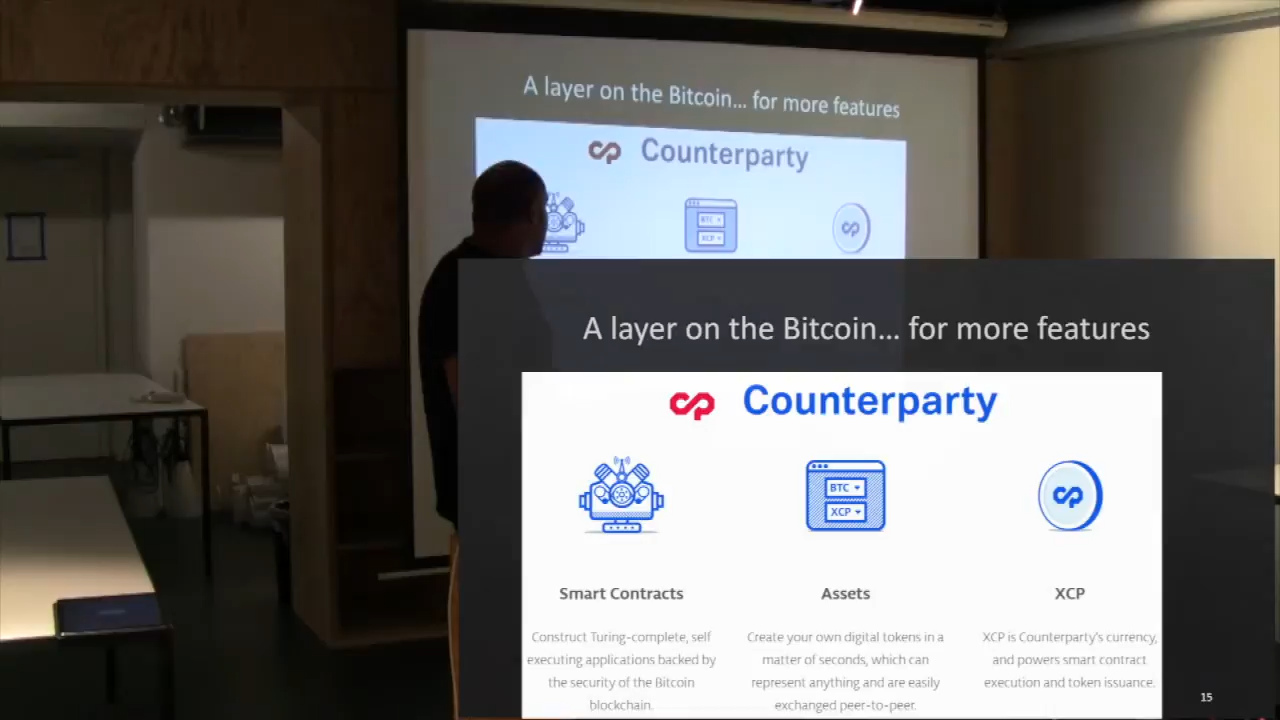 A layer on the Bitcoin... for more features
Counterparty
BTC
XCP
A layer on the Bitcoin... for more features
Counterparty
BTC
XCP
Smart Contracts
Construct Turing-complete, self
executing applications backed by
the security of the Bitcoin
blockchain.
Assets
Create your own digital tokens in a
matter of seconds, which can
represent anything and are easily
exchanged peer-to-peer.
XCP
XCP is Counterparty's currency,
and powers smart contract
execution and token issuance.
15